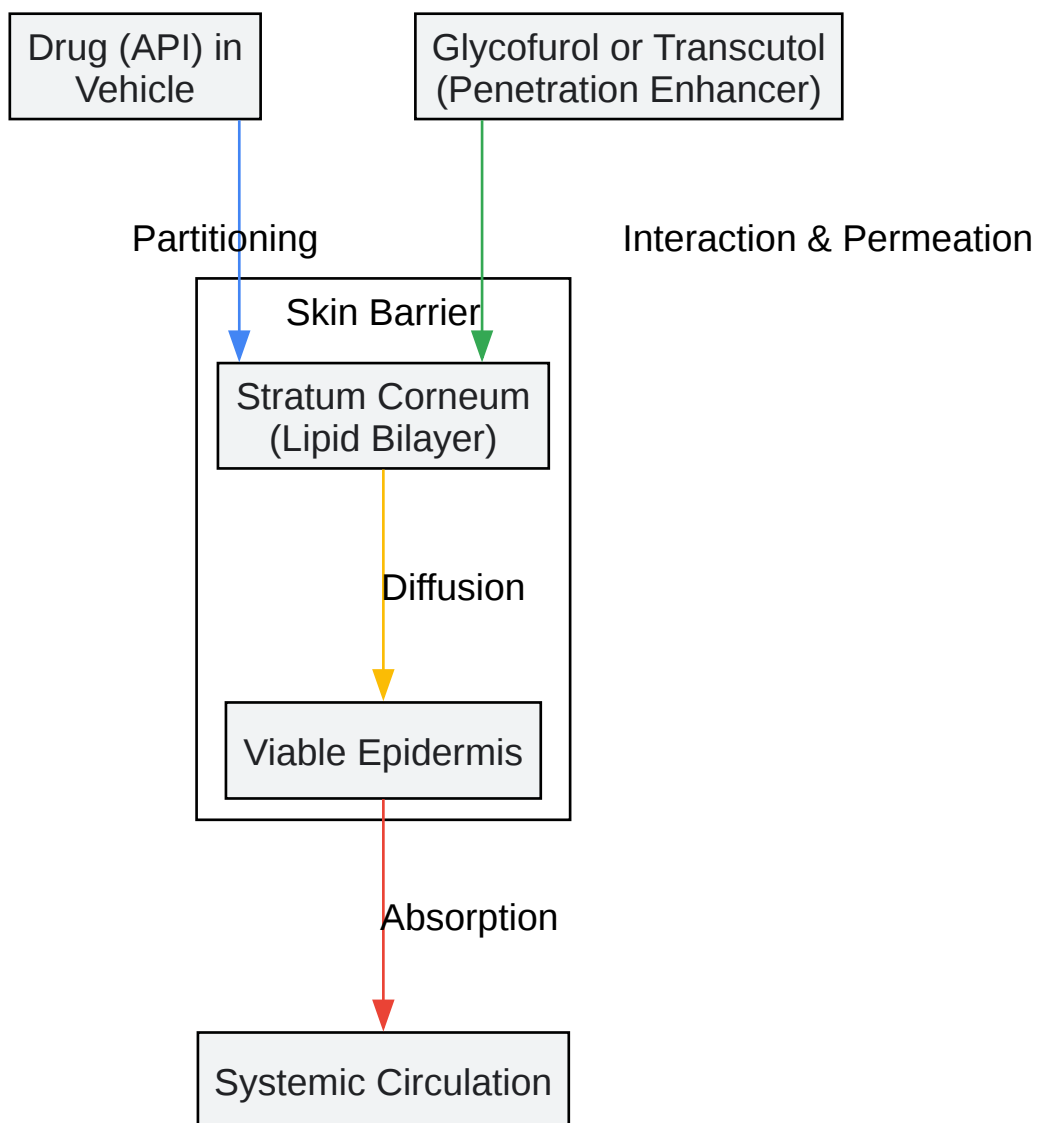 Drug (API) in
Vehicle
Glycofurol or Transcutol
(Penetration Enhancer)
Partitioning
Interaction & Permeation
Skin Barrier
Stratum Corneum
(Lipid Bilayer)
Diffusion
Viable Epidermis
Absorption
Systemic Circulation